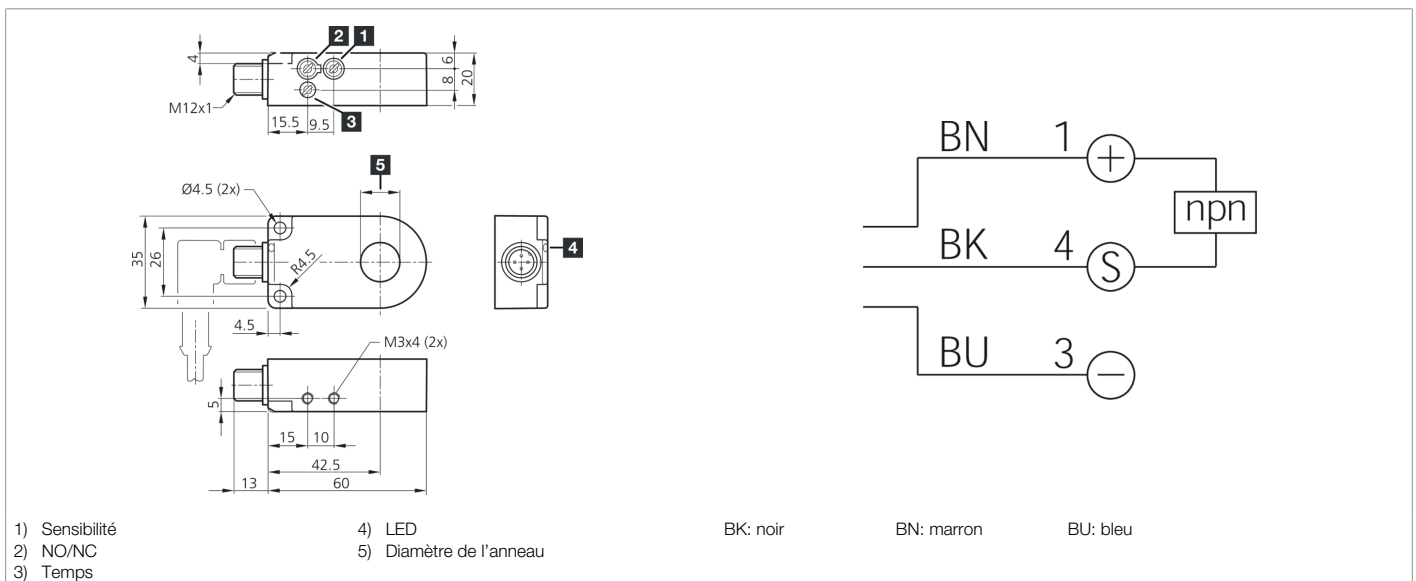 2 1
4
6
8
20
M12x1
15.5 9.5 3
5
Ø4.5 (2x)
35
26
R4.5
4
4.5
M3x4 (2x)
5
15 10
42.5
13 60
BN 1 +
npn
BK 4 S
BU 3 −
1) Sensibilité
2) NO/NC
3) Temps
4) LED
5) Diamètre de l'anneau
BK: noir BN: marron BU: bleu